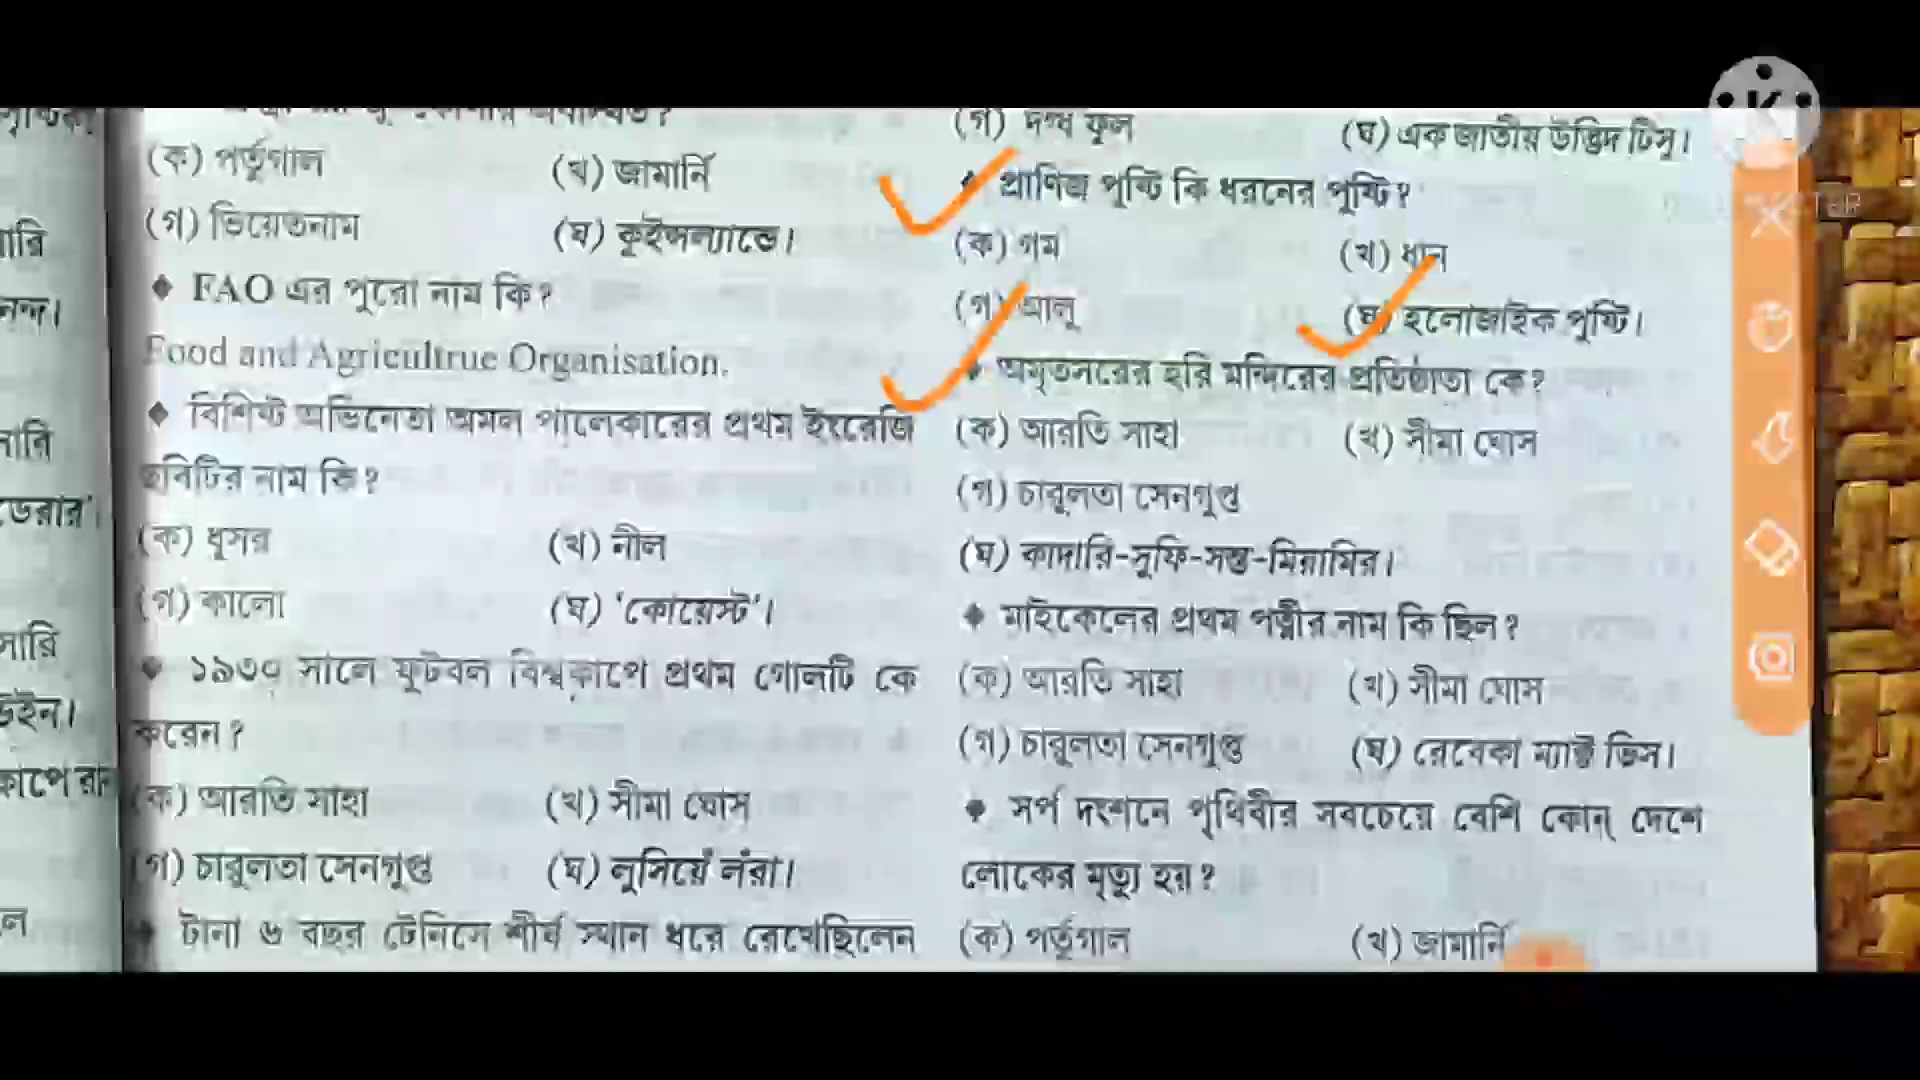 (ক) পর্তুগাল
(খ) জার্মানি
(গ) ভিয়েতনাম
(ঘ) কুইন্সল্যান্ডে।
♦ FAO এর পুরো নাম কি?
Food and Agricultrue Organisation.
♦ বিশিষ্ট অভিনেতা অমল পালেকারের প্রথম ইংরেজি
ছবিটির নাম কি?
(ক) ধূসর
(খ) নীল
(গ) কালো
(ঘ) 'কোয়েস্ট'।
♦ ১৯৩০ সালে ফুটবল বিশ্বকাপে প্রথম গোলটি কে
করেন?
(ক) আরতি সাহা
(খ) সীমা ঘোস
(গ) চারুলতা সেনগুপ্ত
(ঘ) লুসিয়েঁ লঁরা।
♦ টানা ৬ বছর টেনিসে শীর্ষ স্থান ধরে রেখেছিলেন
(গ) দগ্ধ ফুল
(ঘ) এক জাতীয় উদ্ভিদ টিসু।
♦ প্রাণিজ পুষ্টি কি ধরনের পুষ্টি?
(ক) গম
(খ) ধান
(গ) আলু
(ঘ) হলোজাইক পুষ্টি।
♦ অমৃতসরের হরি মন্দিরের প্রতিষ্ঠাতা কে?
(ক) আরতি সাহা
(খ) সীমা ঘোস
(গ) চারুলতা সেনগুপ্ত
(ঘ) কাদারি-সুফি-সন্ত-মিয়ামির।
♦ মাইকেলের প্রথম পত্নীর নাম কি ছিল?
(ক) আরতি সাহা
(খ) সীমা ঘোস
(গ) চারুলতা সেনগুপ্ত
(ঘ) রেবেকা ম্যাক্ট ভিস।
♦ সর্প দংশনে পৃথিবীর সবচেয়ে বেশি কোন্ দেশে
লোকের মৃত্যু হয়?
(ক) পর্তুগাল
(খ) জার্মানি